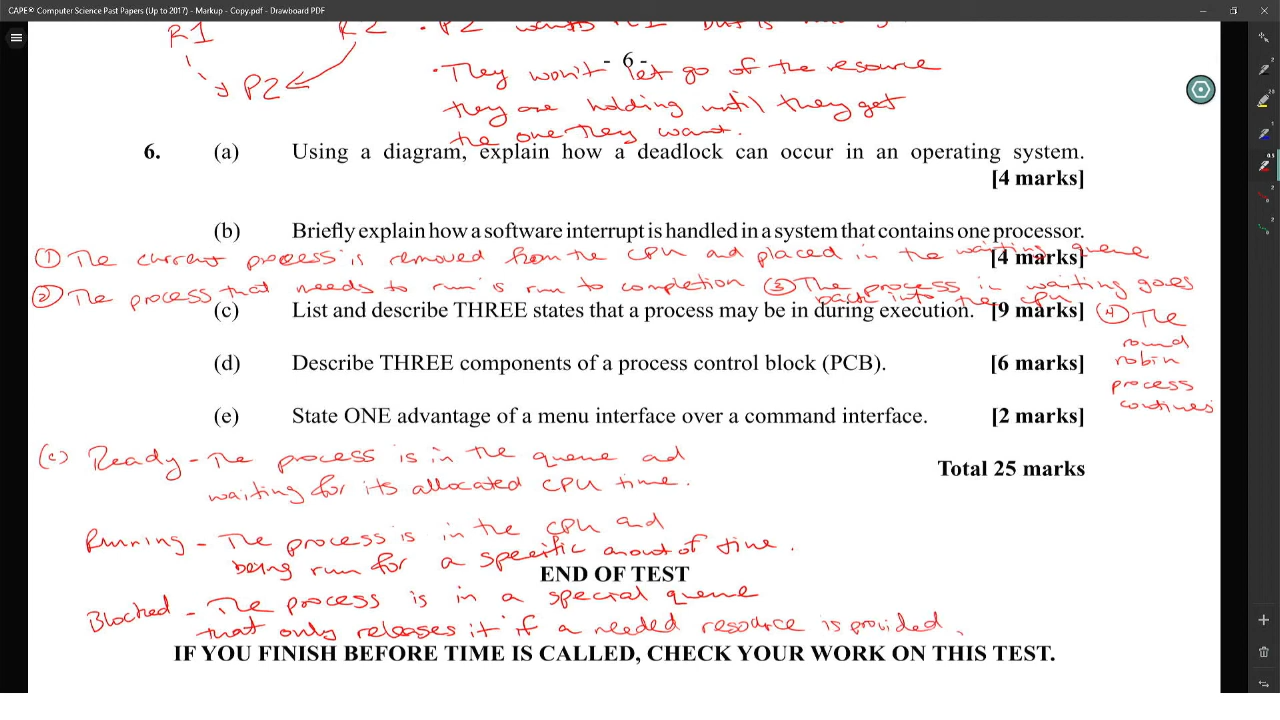 CAPE® Computer Science Past Papers (Up to 2017) - Markup - Copy.pdf - Drawboard PDF
R1 R2 • P2 wants R1 but is
- 6 -
P2 • They won't let go of the resource
they are holding until they get
the one they want.
6. (a) Using a diagram, explain how a deadlock can occur in an operating system.
[4 marks]
(b) Briefly explain how a software interrupt is handled in a system that contains one processor.
[4 marks]
① The current process is removed from the CPU and placed in the waiting queue
② The process that needs to run is run to completion ③ The process in waiting goes
back into the cpu
(c) List and describe THREE states that a process may be in during execution. [9 marks]
④ The
round
robin
process
continues
(d) Describe THREE components of a process control block (PCB). [6 marks]
(e) State ONE advantage of a menu interface over a command interface. [2 marks]
Total 25 marks
(c) Ready - The process is in the queue and
waiting for its allocated CPU time.
Running - The process is in the CPU and
being run for a specific amout of time.
END OF TEST
Blocked - The process is in a special queue
that only releases it if a needed resource is provided.
IF YOU FINISH BEFORE TIME IS CALLED, CHECK YOUR WORK ON THIS TEST.